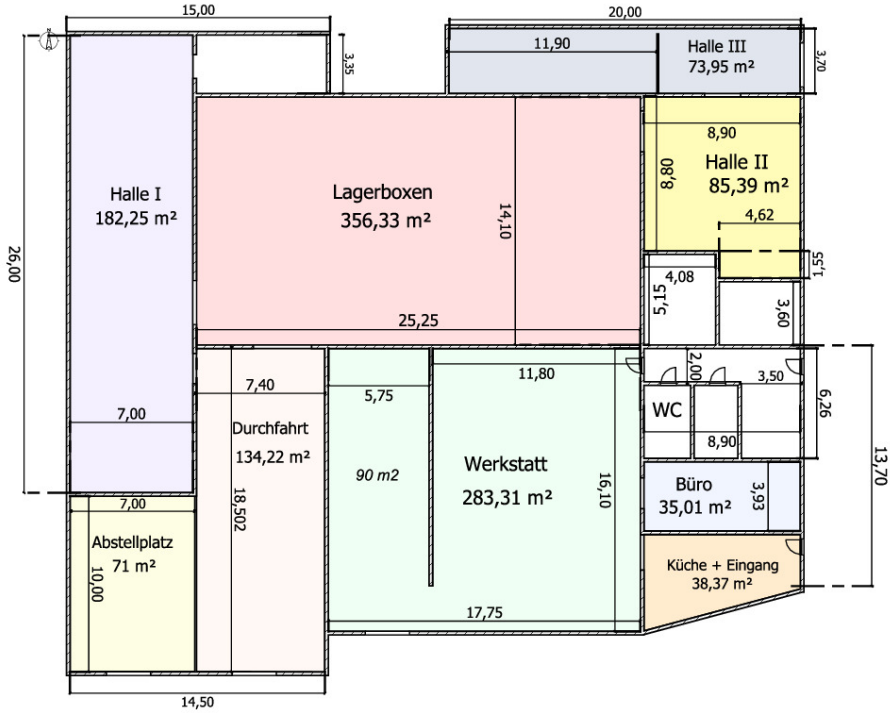 15,00
20,00
A
3,35
11,90
Halle III
73,95 m²
3,70
8,90
Halle II
85,39 m²
8,80
4,62
1,55
Halle I
182,25 m²
Lagerboxen
356,33 m²
14,10
26,00
4,08
5,15
3,60
25,25
7,40
5,75
11,80
2,00
3,50
6,26
7,00
Durchfahrt
134,22 m²
WC
8,90
90 m2
Werkstatt
283,31 m²
16,10
13,70
Büro
35,01 m²
3,93
18,502
7,00
Abstellplatz
71 m²
10,00
Küche + Eingang
38,37 m²
17,75
14,50